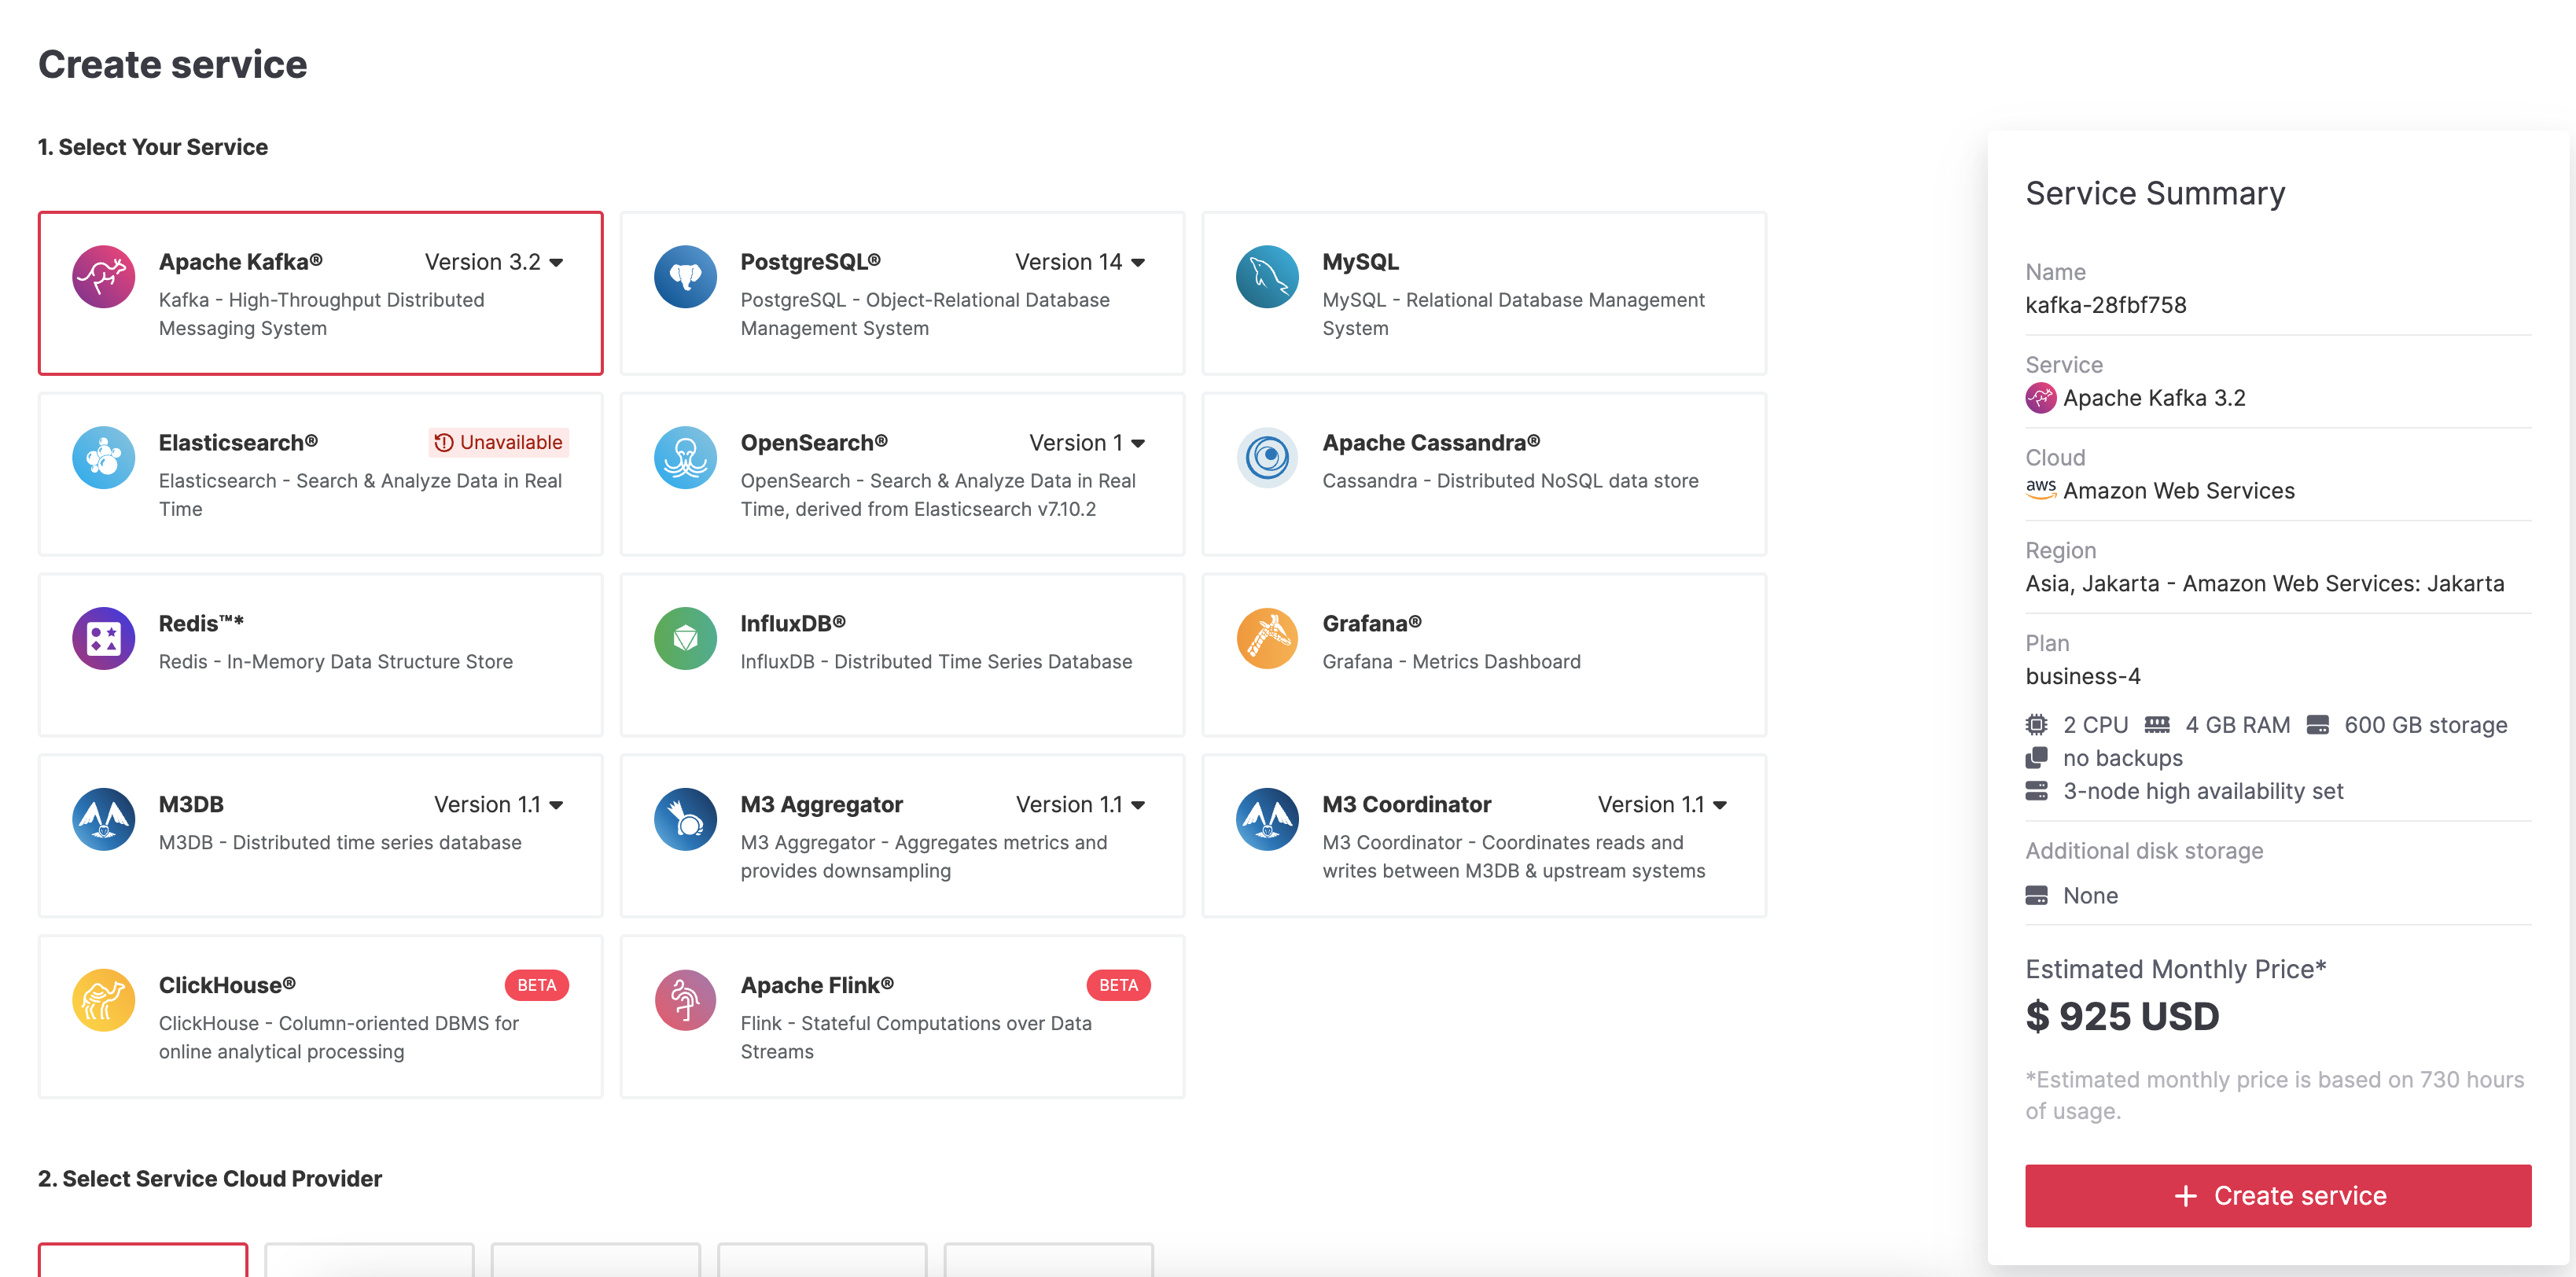 Create service
1. Select Your Service
Apache Kafka®
Version 3.2
Kafka - High-Throughput Distributed
Messaging System
PostgreSQL®
Version 14
PostgreSQL - Object-Relational Database
Management System
MySQL
MySQL - Relational Database Management
System
Elasticsearch®
Unavailable
Elasticsearch - Search & Analyze Data in Real
Time
OpenSearch®
Version 1
OpenSearch - Search & Analyze Data in Real
Time, derived from Elasticsearch v7.10.2
Apache Cassandra®
Cassandra - Distributed NoSQL data store
Redis™*
Redis - In-Memory Data Structure Store
InfluxDB®
InfluxDB - Distributed Time Series Database
Grafana®
Grafana - Metrics Dashboard
M3DB
Version 1.1
M3DB - Distributed time series database
M3 Aggregator
Version 1.1
M3 Aggregator - Aggregates metrics and
provides downsampling
M3 Coordinator
Version 1.1
M3 Coordinator - Coordinates reads and
writes between M3DB & upstream systems
ClickHouse®
BETA
ClickHouse - Column-oriented DBMS for
online analytical processing
Apache Flink®
BETA
Flink - Stateful Computations over Data
Streams
2. Select Service Cloud Provider
Service Summary
Name
kafka-28fbf758
Service
Apache Kafka 3.2
Cloud
aws Amazon Web Services
Region
Asia, Jakarta - Amazon Web Services: Jakarta
Plan
business-4
2 CPU 4 GB RAM 600 GB storage
no backups
3-node high availability set
Additional disk storage
None
Estimated Monthly Price*
$ 925 USD
*Estimated monthly price is based on 730 hours
of usage.
+ Create service